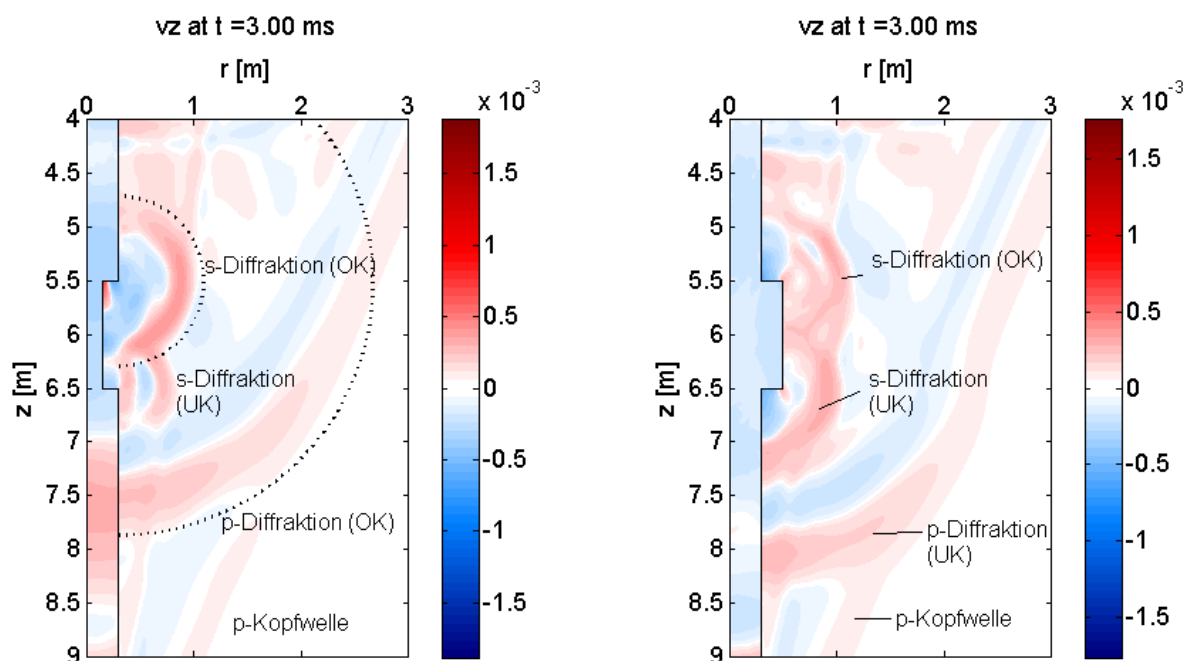 vz at t =3.00 ms
r [m]
0 1 2 3
x 10⁻³
4
4.5
5
5.5
6
6.5
7
7.5
8
8.5
9
z [m]
s-Diffraktion (OK)
s-Diffraktion
(UK)
p-Diffraktion (OK)
p-Kopfwelle
1.5
1
0.5
0
-0.5
-1
-1.5
vz at t =3.00 ms
r [m]
0 1 2 3
x 10⁻³
4
4.5
5
5.5
6
6.5
7
7.5
8
8.5
9
z [m]
s-Diffraktion (OK)
s-Diffraktion
(UK)
p-Diffraktion
(UK)
p-Kopfwelle
1.5
1
0.5
0
-0.5
-1
-1.5